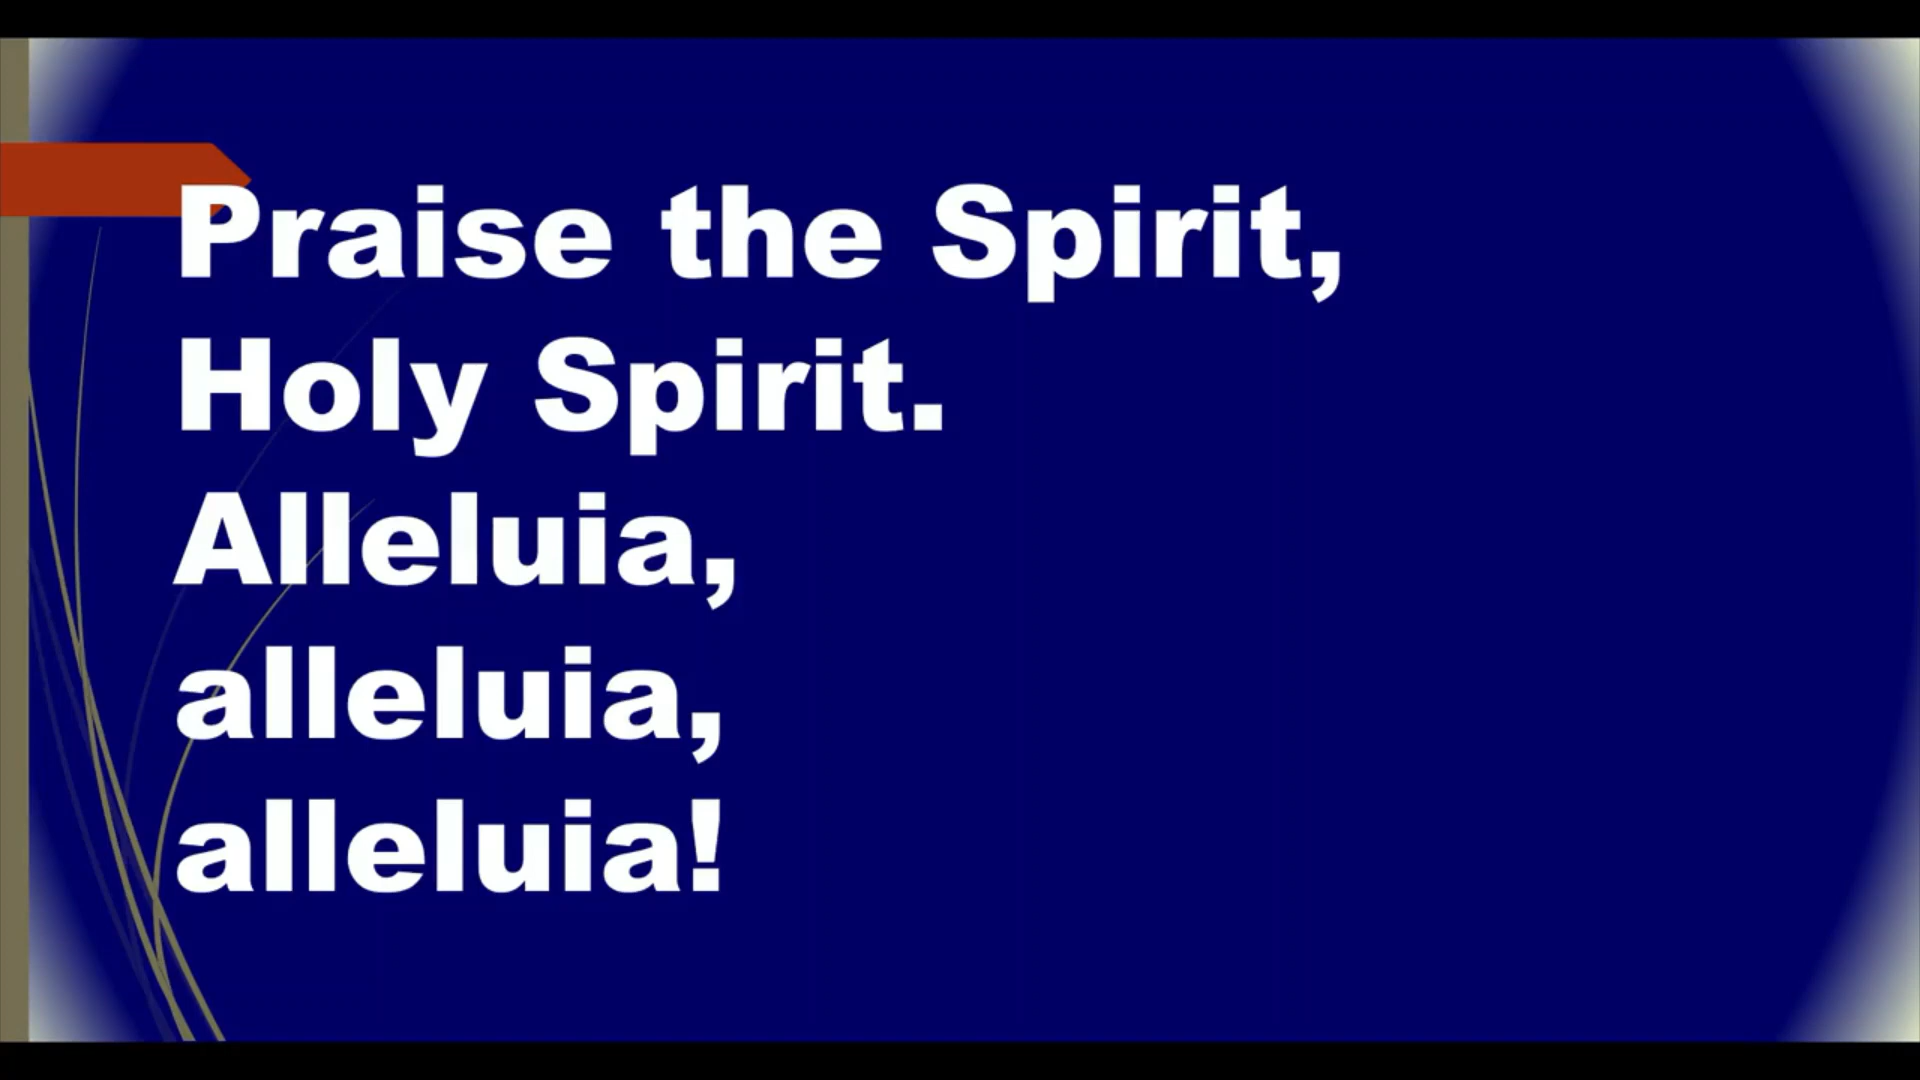 Praise the Spirit,
Holy Spirit.
Alleluia,
alleluia,
alleluia!